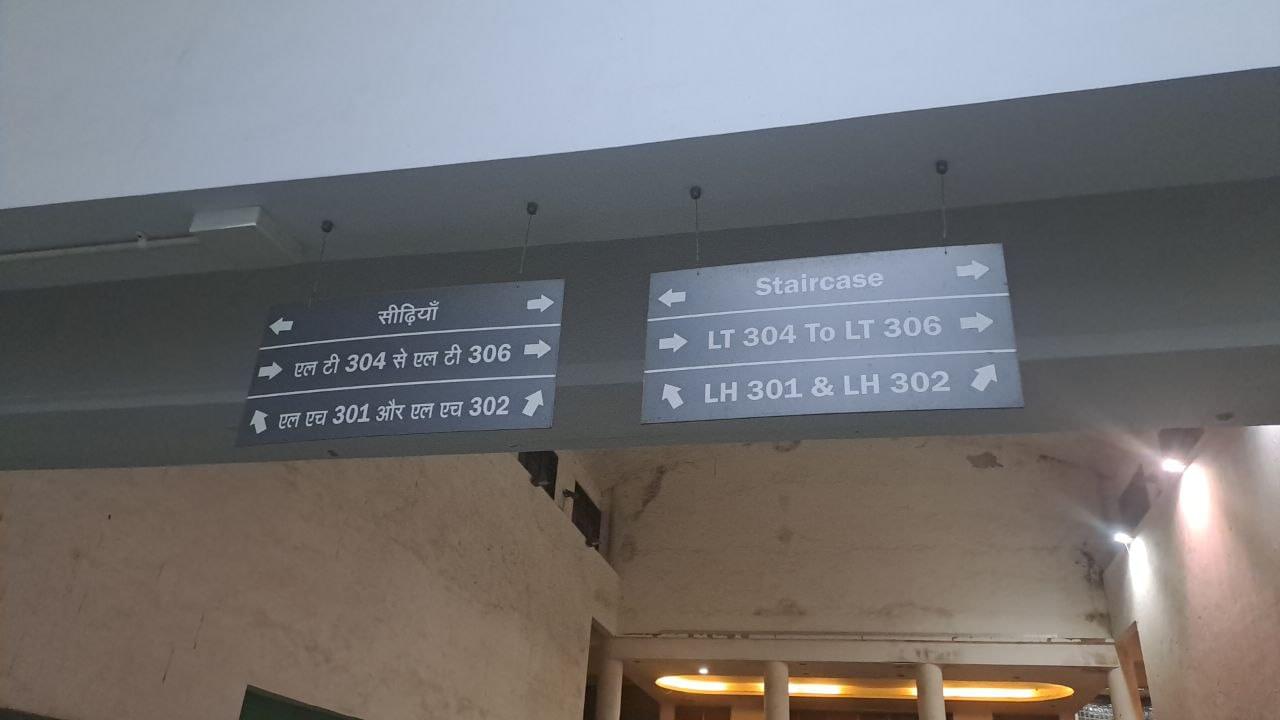 सीढ़ियाँ
एल टी 304 से एल टी 306
एल एच 301 और एल एच 302
Staircase
LT 304 To LT 306
LH 301 & LH 302